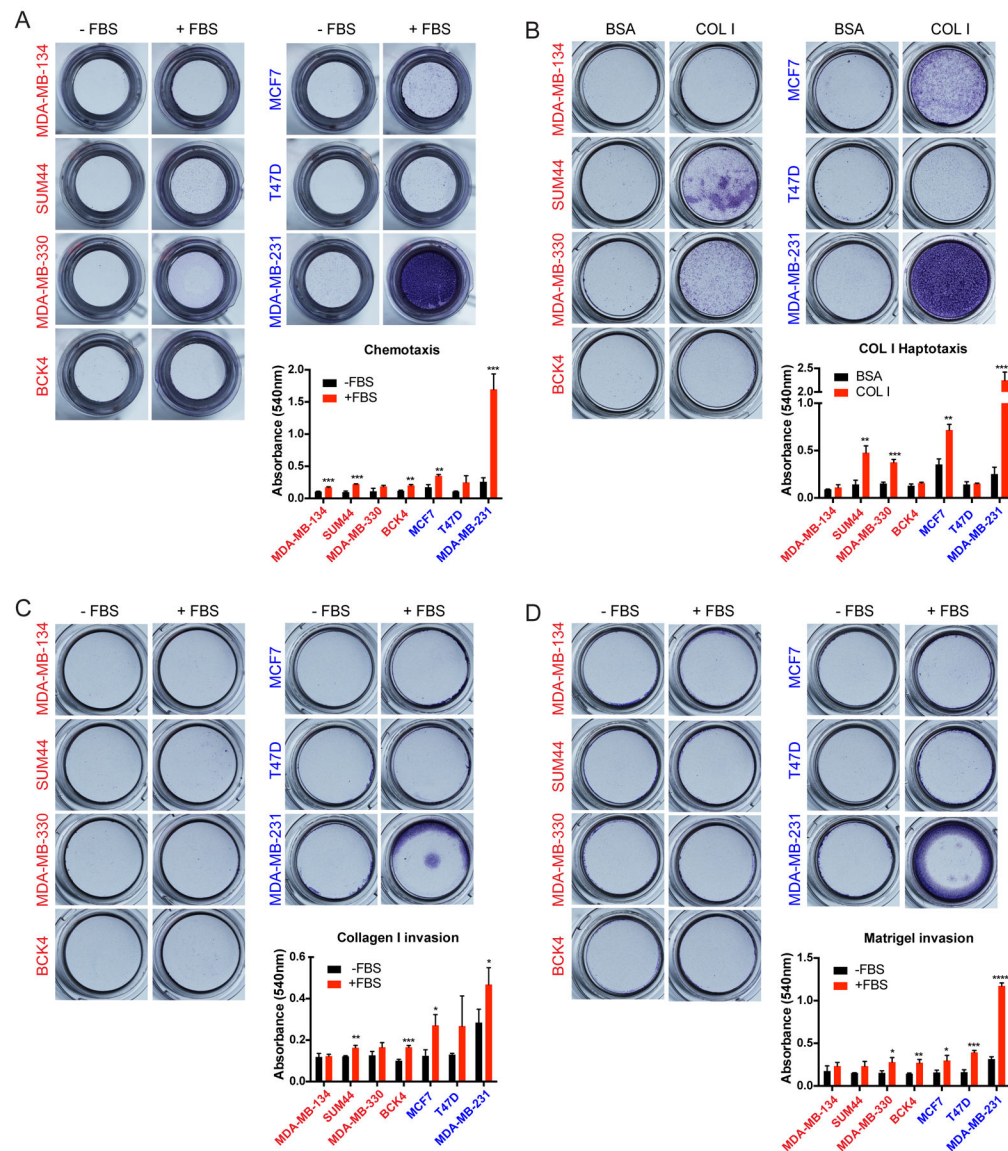 A
- FBS + FBS - FBS + FBS
MDA-MB-134
SUM44
MDA-MB-330
BCK4
MCF7
T47D
MDA-MB-231
Chemotaxis
Absorbance (540nm)
2.0
1.5
1.0
0.5
0.0
-FBS
+FBS
*** *** ** ** ***
MDA-MB-134 SUM44 MDA-MB-330 BCK4 MCF7 T47D MDA-MB-231
B
BSA COL I BSA COL I
MDA-MB-134
SUM44
MDA-MB-330
BCK4
MCF7
T47D
MDA-MB-231
COL I Haptotaxis
Absorbance (540nm)
2.5
2.0
1.0
0.5
0.0
BSA
COL I
** *** **
MDA-MB-134 SUM44 MDA-MB-330 BCK4 MCF7 T47D MDA-MB-231
C
- FBS + FBS - FBS + FBS
MDA-MB-134
SUM44
MDA-MB-330
BCK4
MCF7
T47D
MDA-MB-231
Collagen I invasion
Absorbance (540nm)
0.6
0.4
0.2
0.0
-FBS
+FBS
** *** * *
MDA-MB-134 SUM44 MDA-MB-330 BCK4 MCF7 T47D MDA-MB-231
D
- FBS + FBS - FBS + FBS
MDA-MB-134
SUM44
MDA-MB-330
BCK4
MCF7
T47D
MDA-MB-231
Matrigel invasion
Absorbance (540nm)
1.5
1.0
0.5
0.0
-FBS
+FBS
* ** * *** ****
MDA-MB-134 SUM44 MDA-MB-330 BCK4 MCF7 T47D MDA-MB-231